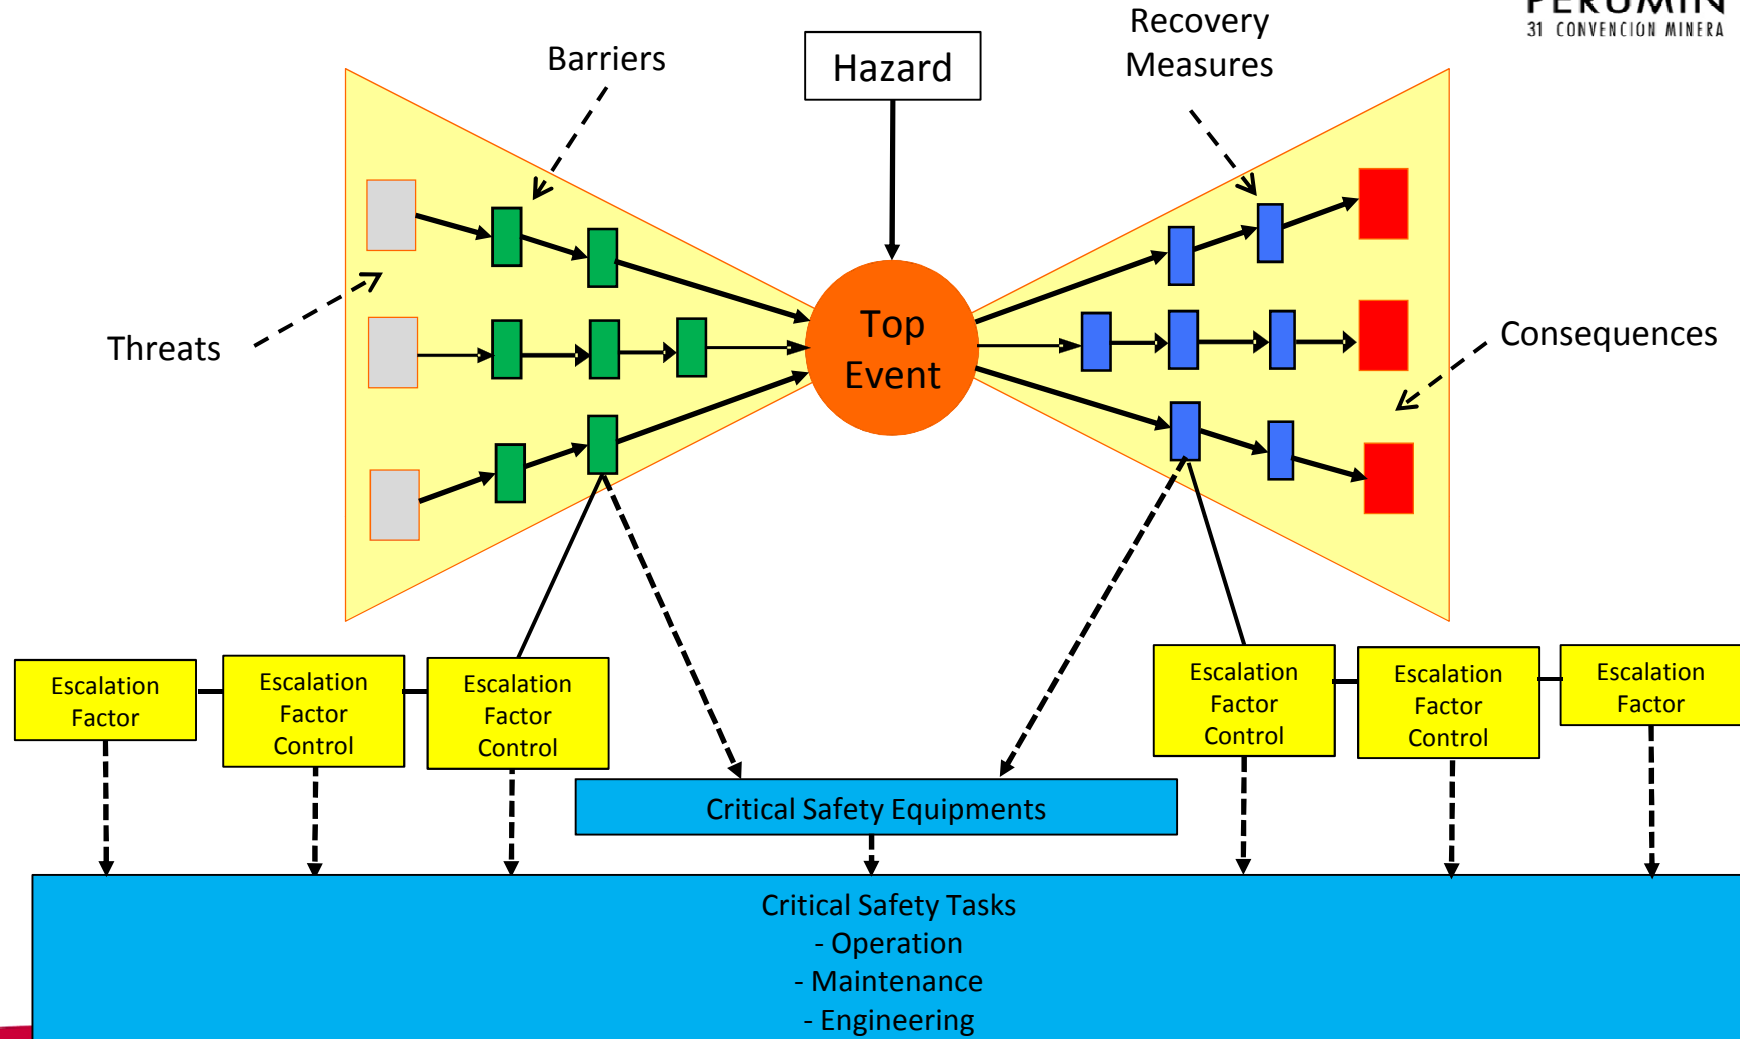 PERUMIN
31 CONVENCION MINERA
Recovery
Measures
Barriers
Hazard
Threats
Top
Event
Consequences
Escalation
Factor
Escalation
Factor
Control
Escalation
Factor
Control
Escalation
Factor
Control
Escalation
Factor
Control
Escalation
Factor
Critical Safety Equipments
Critical Safety Tasks
- Operation
- Maintenance
- Engineering